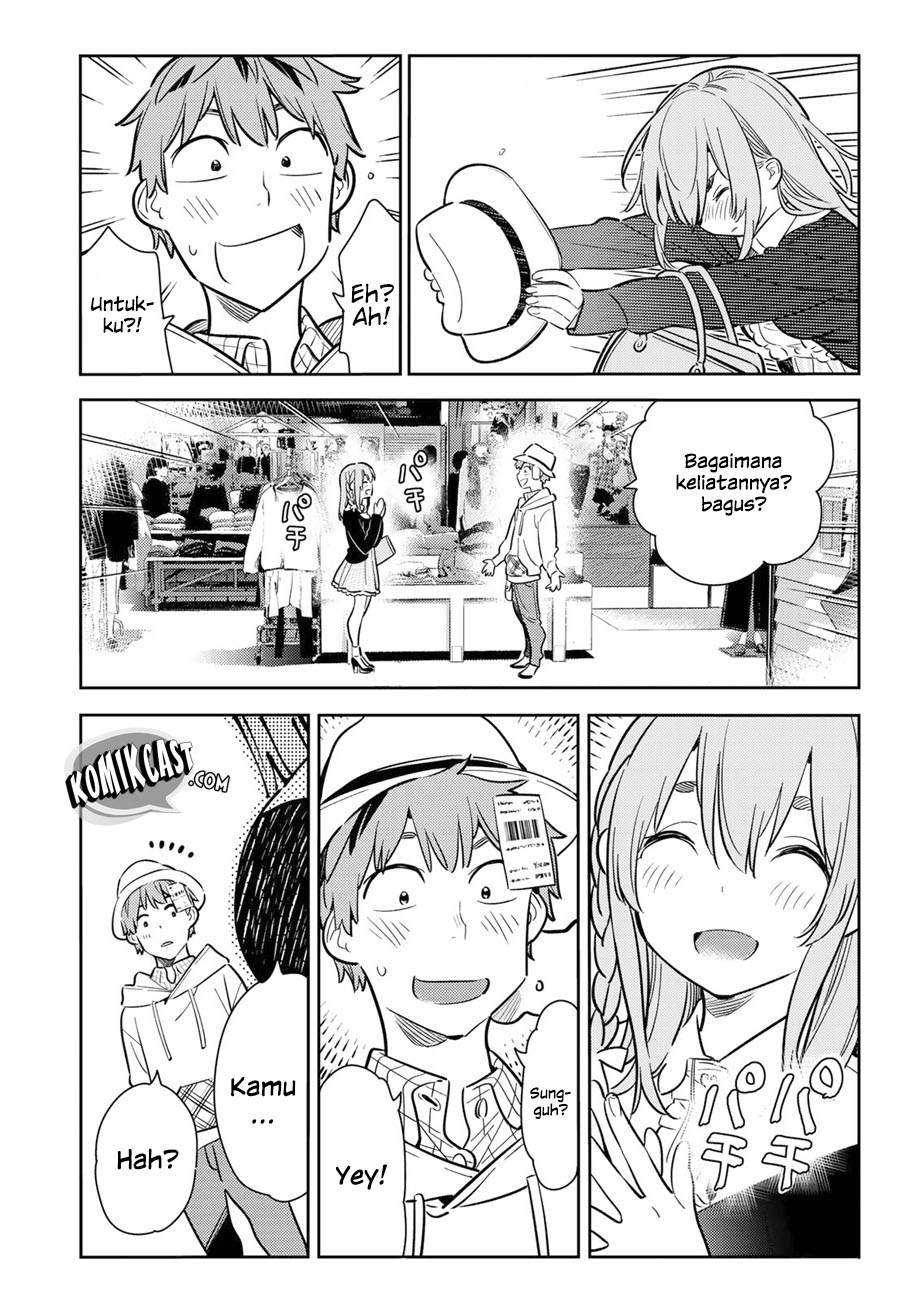 Eh?
Ah!
Untuk-
ku?!
Bagaimana
keliatannya?
bagus?
パチ
パチ
パチ
パチ
Sung-
guh?
Yey!
Kamu
...
Hah?
KOMIKCAST
.COM